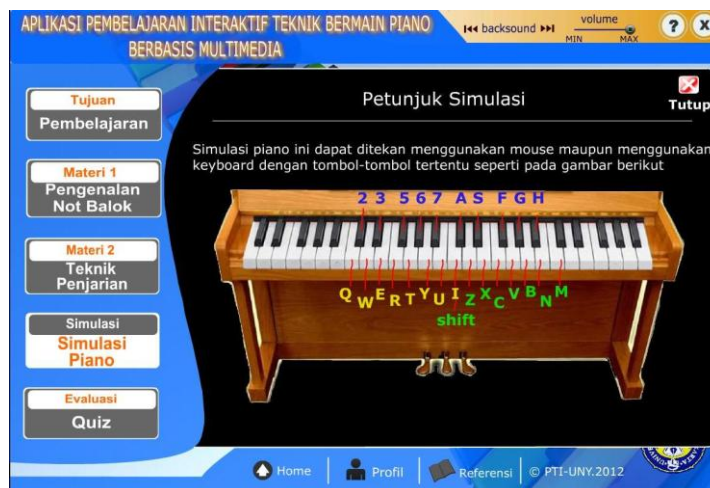 APLIKASI PEMBELAJARAN INTERAKTIF TEKNIK BERMAIN PIANO
BERBASIS MULTIMEDIA
backsound
volume
MIN MAX
? X
Tujuan
Pembelajaran
Materi 1
Pengenalan
Not Balok
Materi 2
Teknik
Penjarian
Simulasi
Simulasi
Piano
Evaluasi
Quiz
Petunjuk Simulasi
Tutup
Simulasi piano ini dapat ditekan menggunakan mouse maupun menggunakan
keyboard dengan tombol-tombol tertentu seperti pada gambar berikut
2 3 5 6 7 A S F G H
Q W E R T Y U I Z X C V B N M
shift
Home Profil Referensi © PTI-UNY.2012